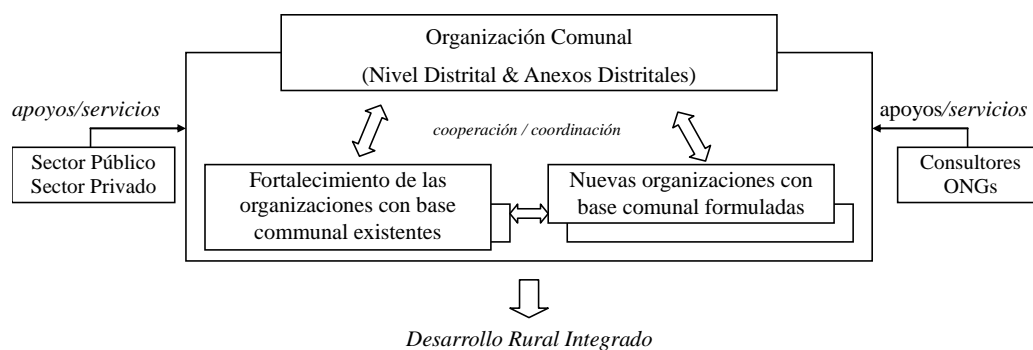 Organización Comunal
(Nivel Distrital & Anexos Distritales)
apoyos/servicios
apoyos/servicios
cooperación / coordinación
Sector Público
Sector Privado
Fortalecimiento de las
organizaciones con base
communal existentes
Nuevas organizaciones con
base comunal formuladas
Consultores
ONGs
Desarrollo Rural Integrado